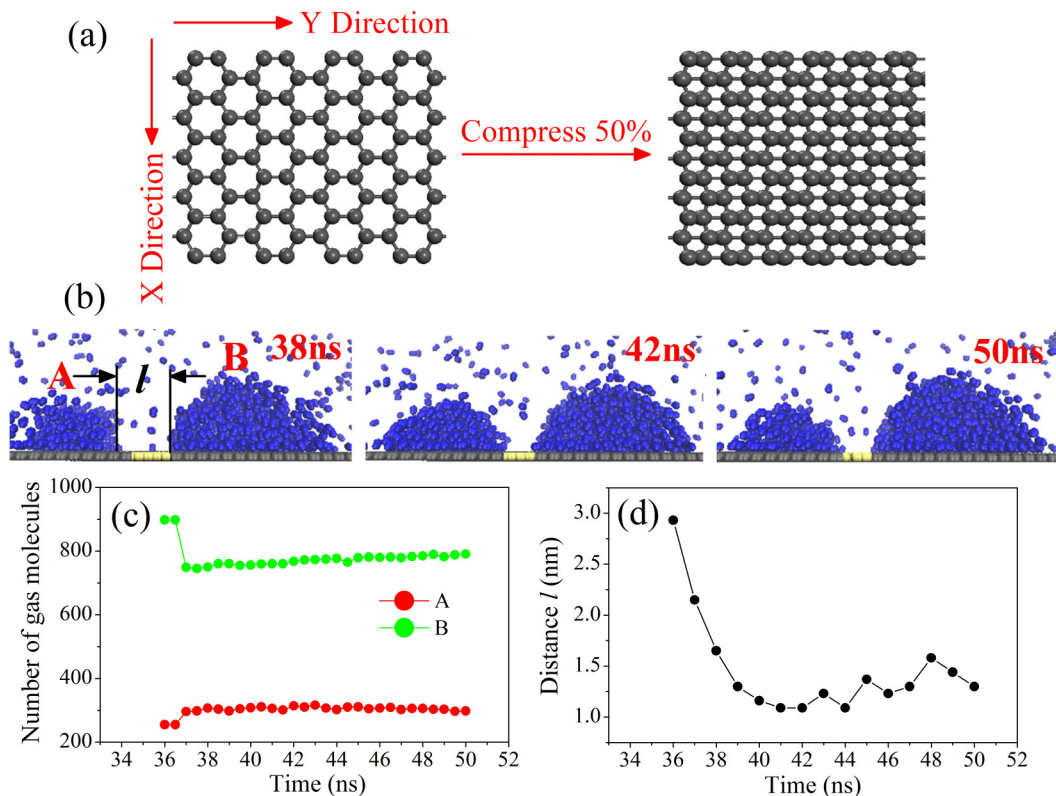 (a)
Y Direction
X Direction
Compress 50%
(b)
A
l
B
38ns
42ns
50ns
(c)
Number of gas molecules
1000
800
600
400
200
A
B
34 36 38 40 42 44 46 48 50 52
Time (ns)
(d)
Distance l (nm)
3.0
2.5
2.0
1.5
1.0
34 36 38 40 42 44 46 48 50 52
Time (ns)